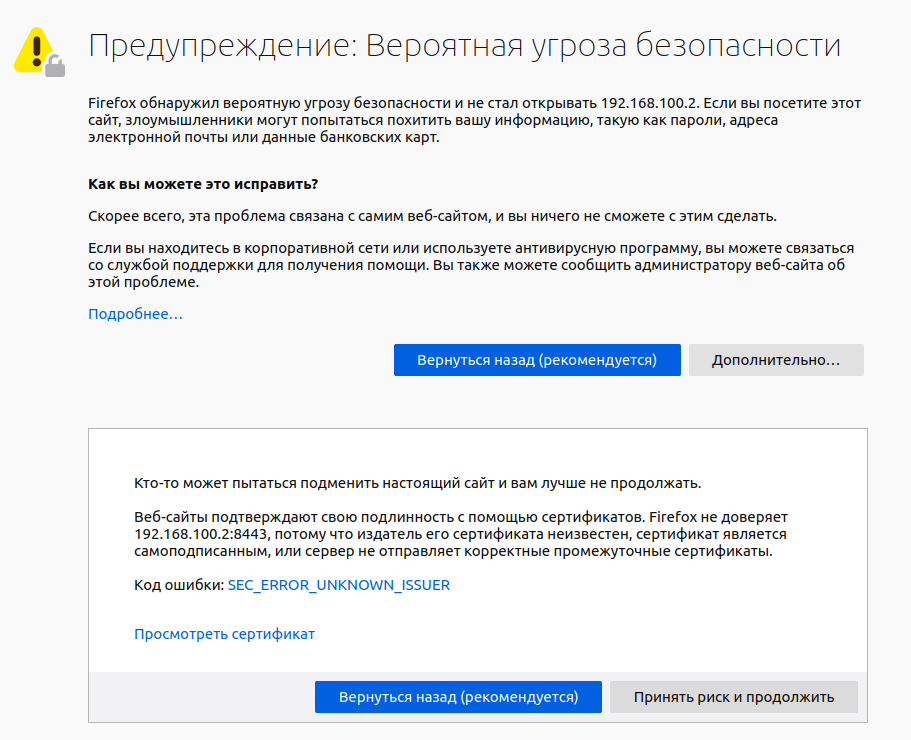 Предупреждение: Вероятная угроза безопасности
Firefox обнаружил вероятную угрозу безопасности и не стал открывать 192.168.100.2. Если вы посетите этот
сайт, злоумышленники могут попытаться похитить вашу информацию, такую как пароли, адреса
электронной почты или данные банковских карт.
Как вы можете это исправить?
Скорее всего, эта проблема связана с самим веб-сайтом, и вы ничего не сможете с этим сделать.
Если вы находитесь в корпоративной сети или используете антивирусную программу, вы можете связаться
со службой поддержки для получения помощи. Вы также можете сообщить администратору веб-сайта об
этой проблеме.
Подробнее…
Вернуться назад (рекомендуется)
Дополнительно…
Кто-то может пытаться подменить настоящий сайт и вам лучше не продолжать.
Веб-сайты подтверждают свою подлинность с помощью сертификатов. Firefox не доверяет
192.168.100.2:8443, потому что издатель его сертификата неизвестен, сертификат является
самоподписанным, или сервер не отправляет корректные промежуточные сертификаты.
Код ошибки: SEC_ERROR_UNKNOWN_ISSUER
Просмотреть сертификат
Вернуться назад (рекомендуется)
Принять риск и продолжить